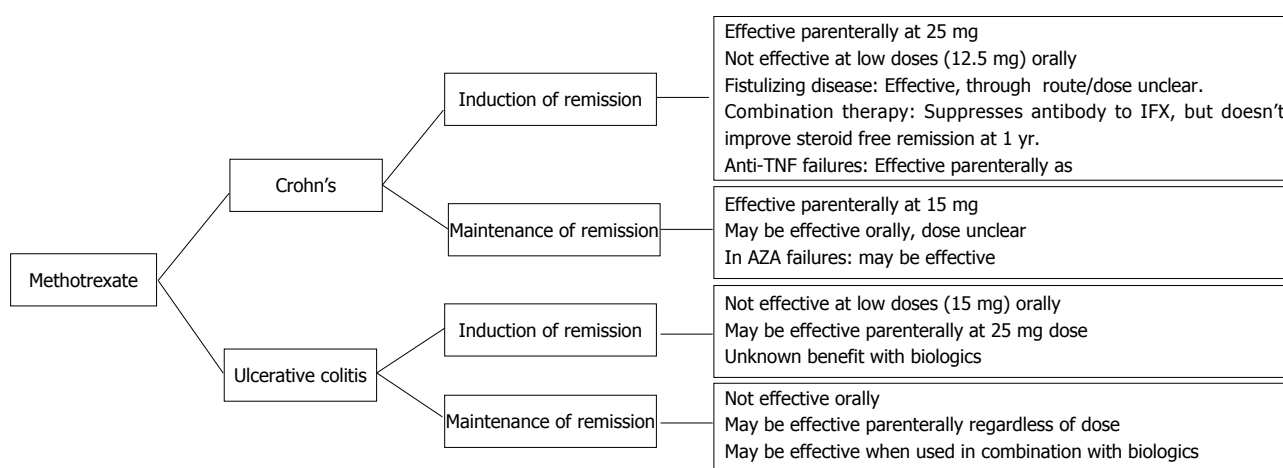 Methotrexate
Crohn's
Induction of remission
Effective parenterally at 25 mg
Not effective at low doses (12.5 mg) orally
Fistulizing disease: Effective, through route/dose unclear.
Combination therapy: Suppresses antibody to IFX, but doesn't
improve steroid free remission at 1 yr.
Anti-TNF failures: Effective parenterally as
Maintenance of remission
Effective parenterally at 15 mg
May be effective orally, dose unclear
In AZA failures: may be effective
Ulcerative colitis
Induction of remission
Not effective at low doses (15 mg) orally
May be effective parenterally at 25 mg dose
Unknown benefit with biologics
Maintenance of remission
Not effective orally
May be effective parenterally regardless of dose
May be effective when used in combination with biologics